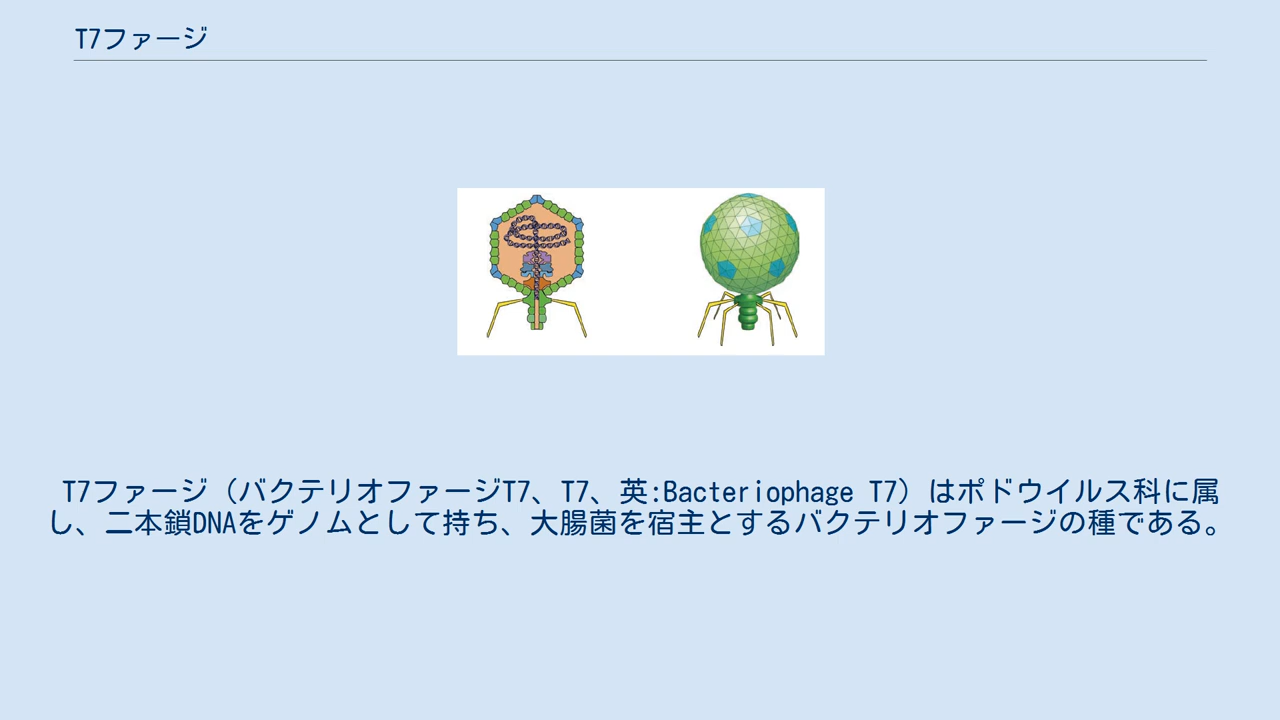 T7ファージ
T7ファージ（バクテリオファージT7、T7、英:Bacteriophage T7）はポドウイルス科に属
し、二本鎖DNAをゲノムとして持ち、大腸菌を宿主とするバクテリオファージの種である。